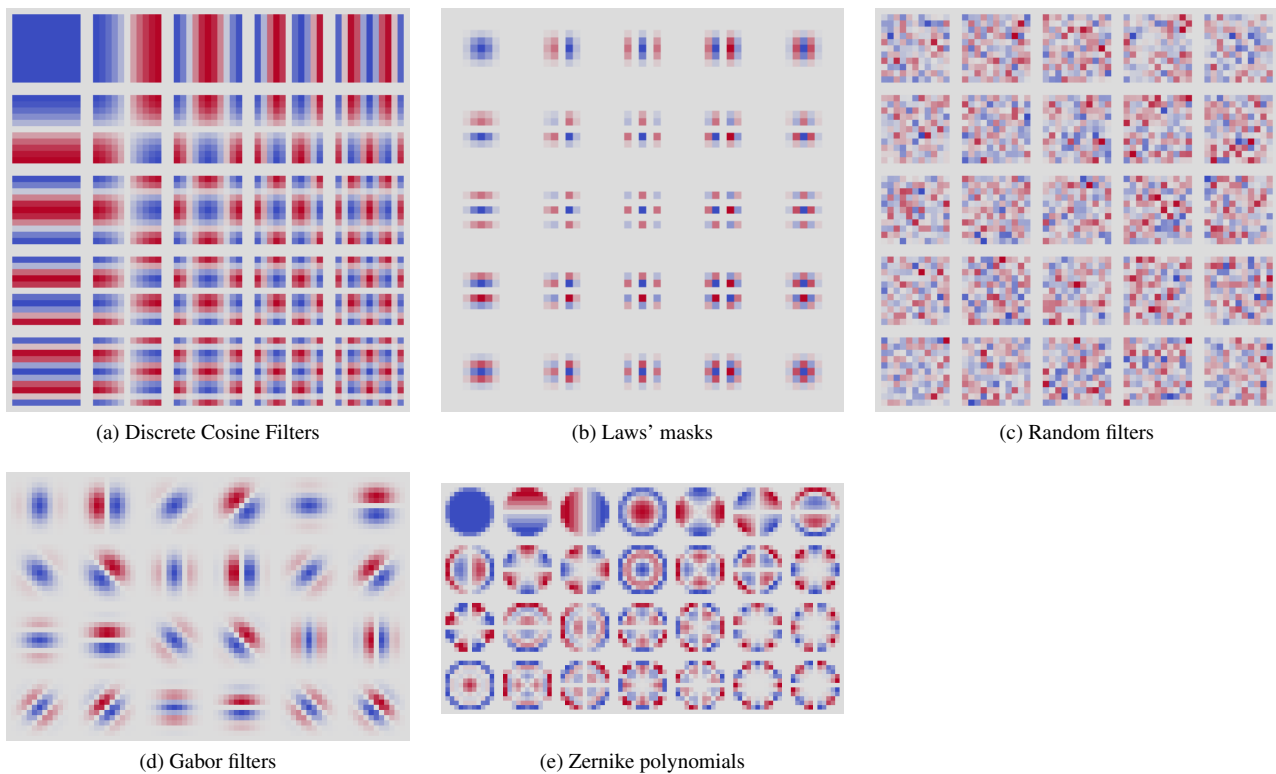 (a) Discrete Cosine Filters
(b) Laws' masks
(c) Random filters
(d) Gabor filters
(e) Zernike polynomials